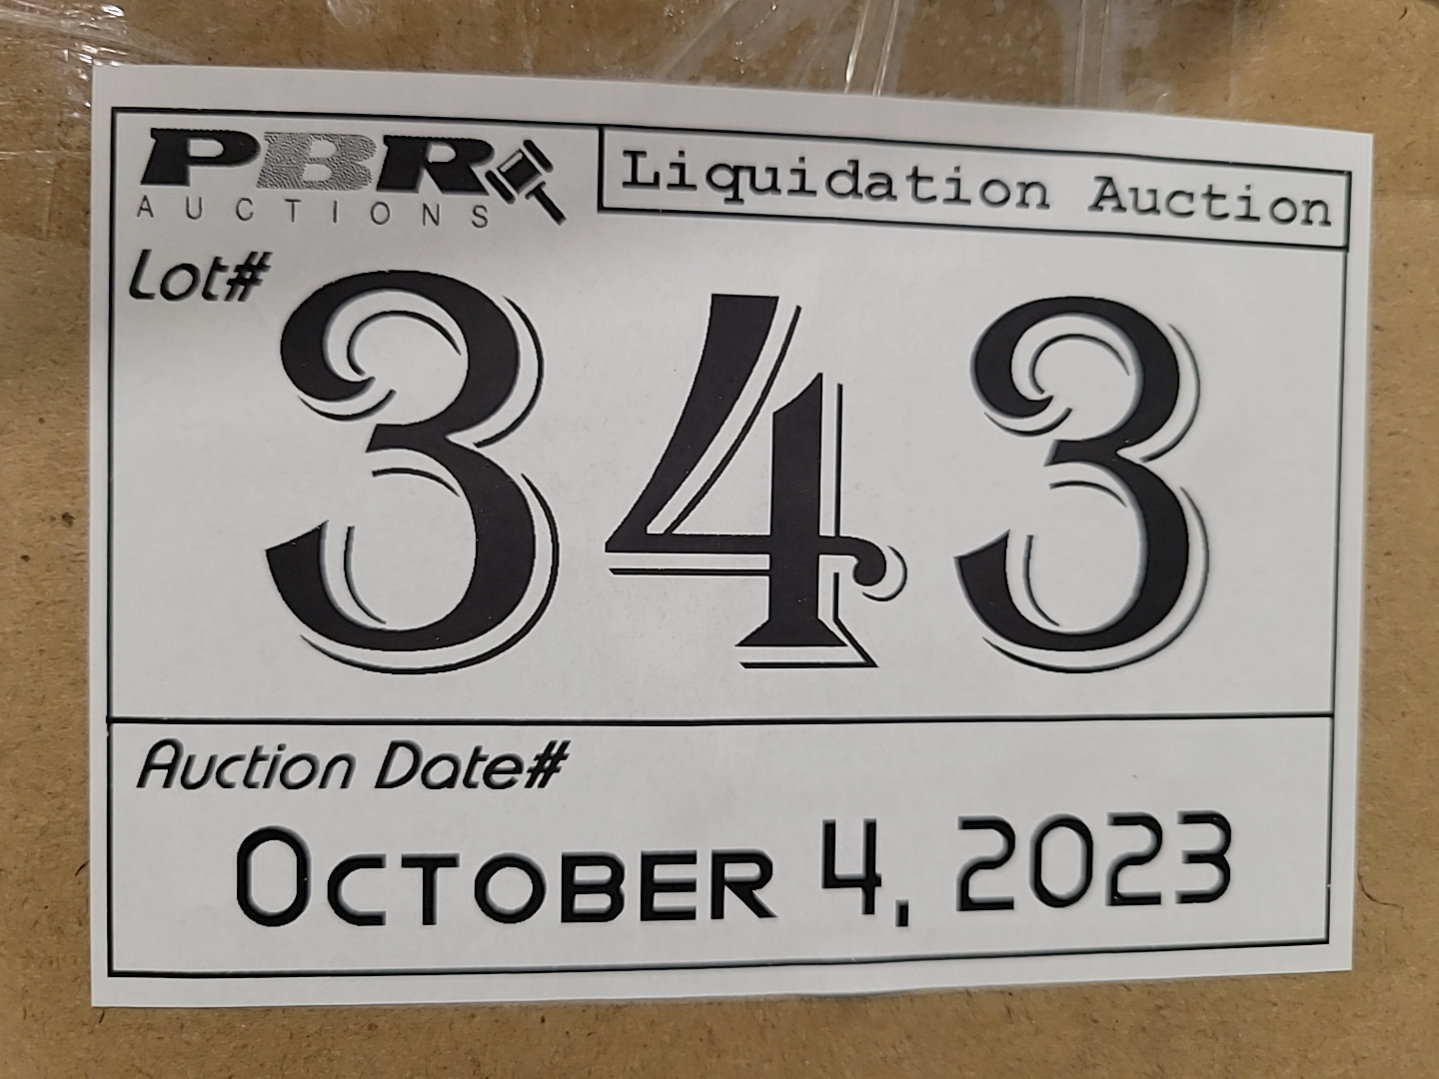 PBR
AUCTIONS
Liquidation Auction
Lot#
343
Auction Date#
OCTOBER 4, 2023